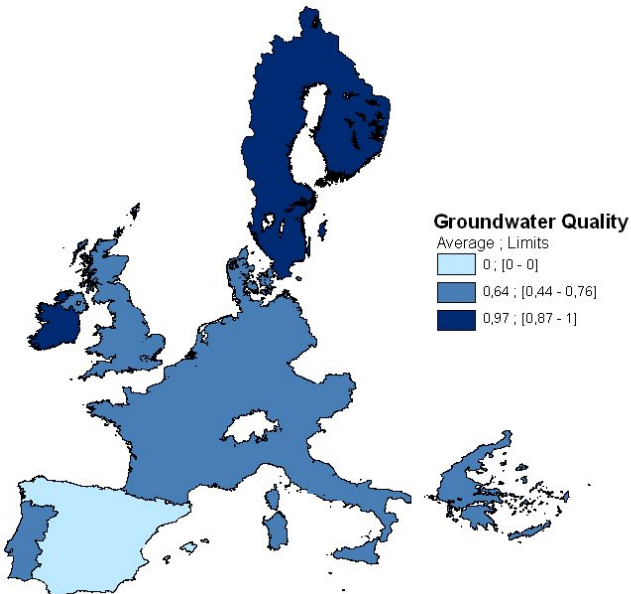 Groundwater Quality
Average ; Limits
0 ; [0 - 0]
0,64 ; [0,44 - 0,76]
0,97 ; [0,87 - 1]